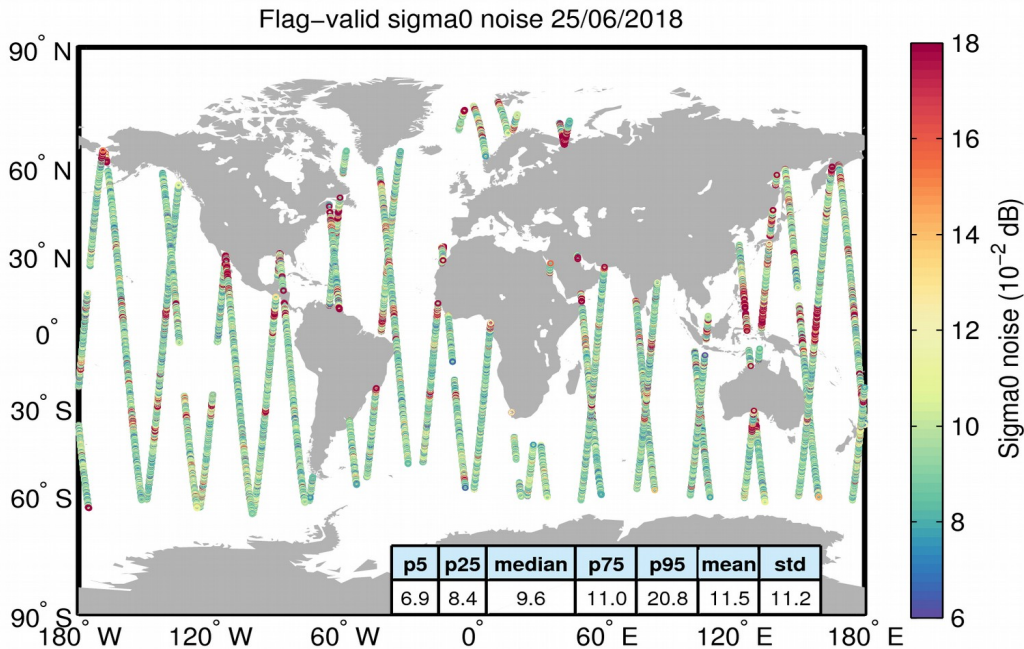 Flag−valid sigma0 noise 25/06/2018
90° N
60° N
30° N
0°
30° S
60° S
90° S
180° W 120° W 60° W 0° 60° E 120° E 180° E
p5 p25 median p75 p95 mean std
6.9 8.4 9.6 11.0 20.8 11.5 11.2
18
16
14
12
10
8
6
Sigma0 noise (10⁻² dB)